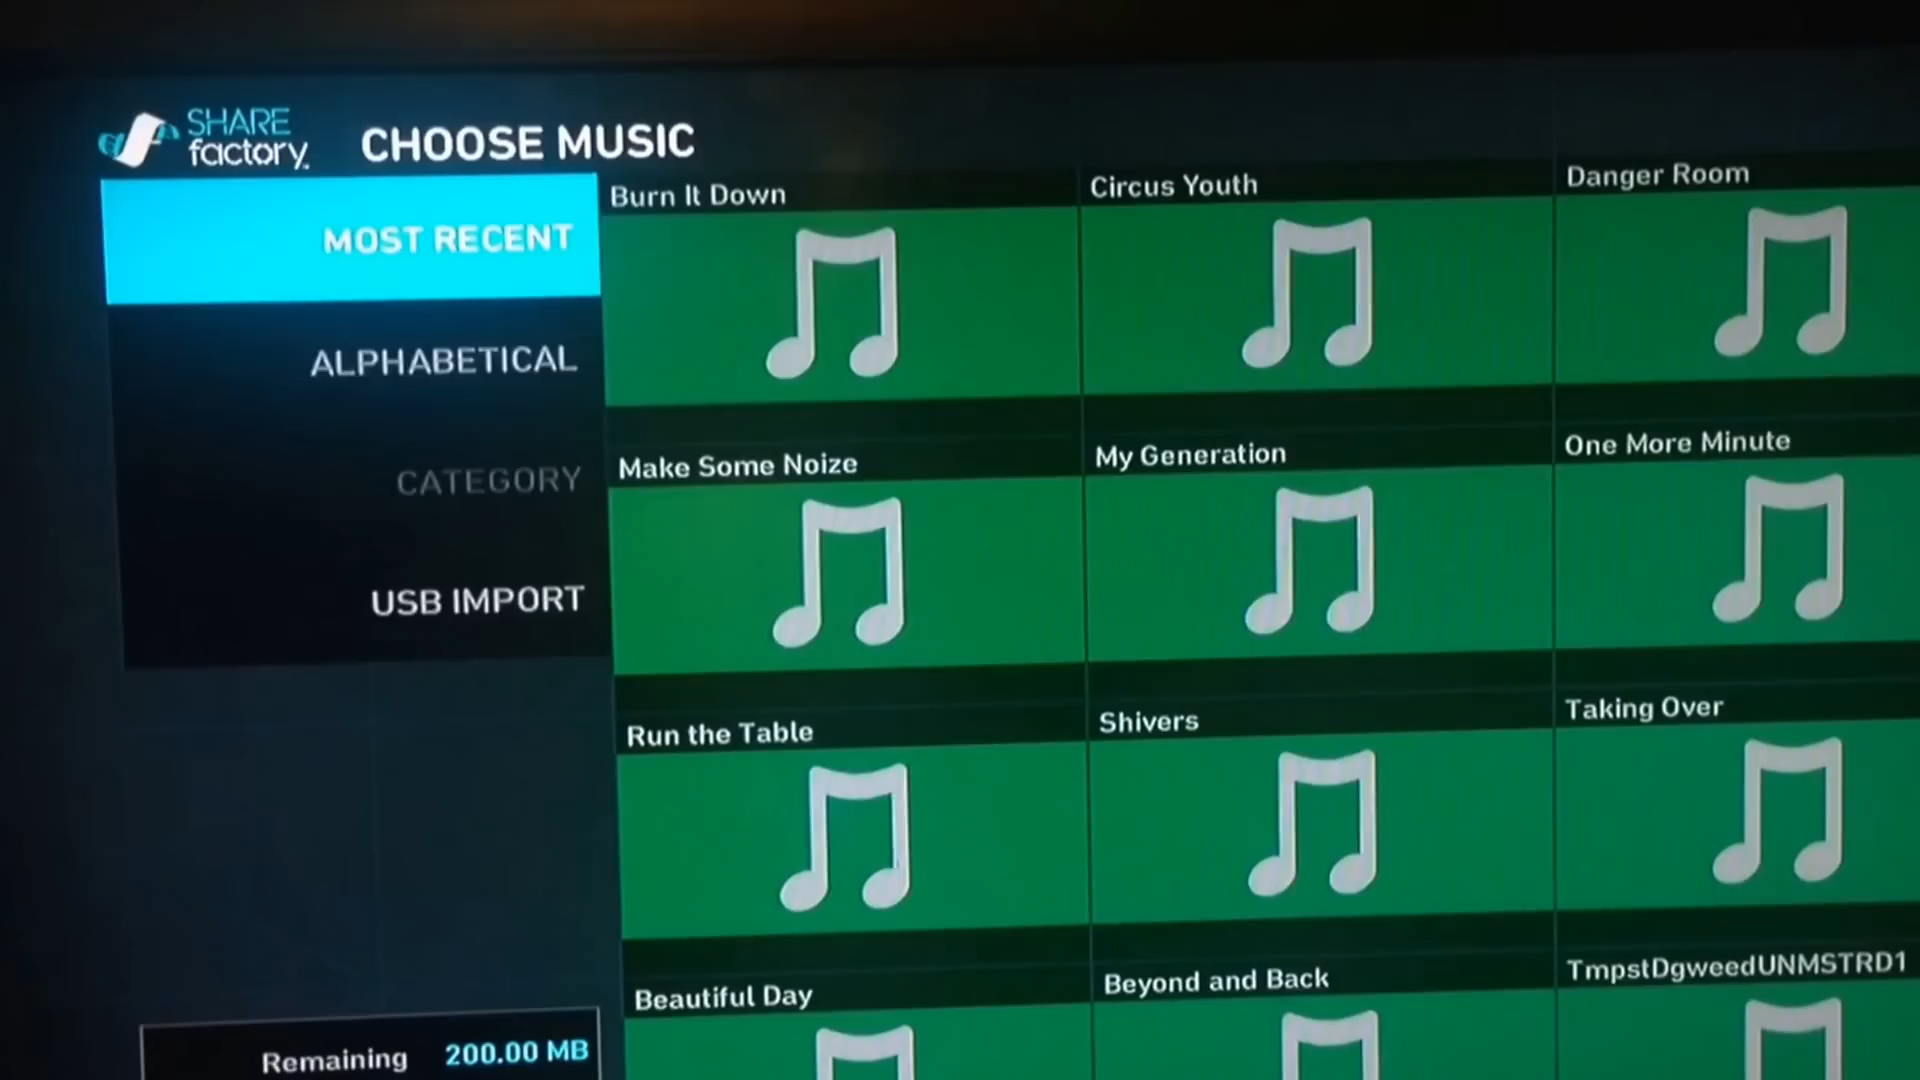 SHARE
factory.
CHOOSE MUSIC
MOST RECENT
ALPHABETICAL
CATEGORY
USB IMPORT
Remaining 200.00 MB
Burn It Down
Circus Youth
Danger Room
Make Some Noize
My Generation
One More Minute
Run the Table
Shivers
Taking Over
Beautiful Day
Beyond and Back
TmpstDgweedUNMSTRD1